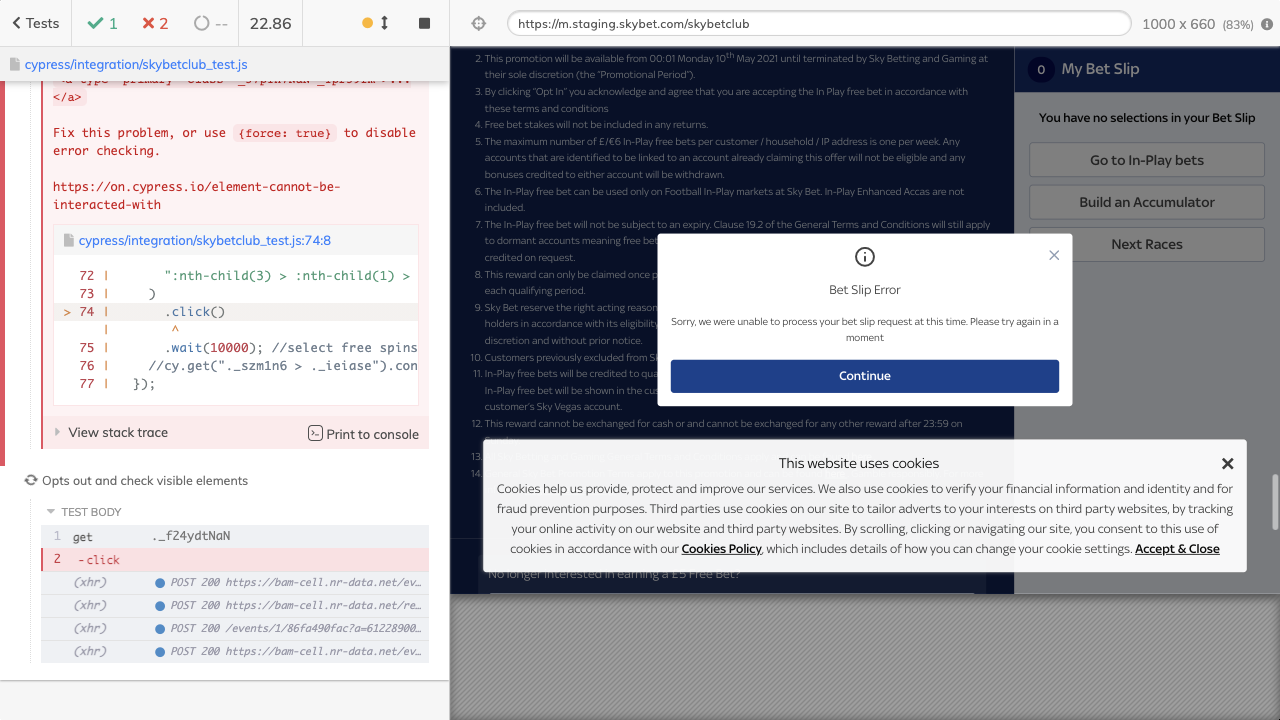 Tests
1
2
--
22.86
https://m.staging.skybet.com/skybetclub
1000 x 660 (83%)
cypress/integration/skybetclub_test.js
</a>
Fix this problem, or use {force: true} to disable
error checking.
https://on.cypress.io/element-cannot-be-
interacted-with
cypress/integration/skybetclub_test.js:74:8
72 | ":nth-child(3) > :nth-child(1) >
73 | )
> 74 | .click()
| ^
75 | .wait(10000); //select free spins
76 | //cy.get("._szm1n6 > ._ieiase").con
77 | });
View stack trace
Print to console
Opts out and check visible elements
TEST BODY
1 get ._f24ydtNaN
2 -click
(xhr) POST 200 https://bam-cell.nr-data.net/ev...
(xhr) POST 200 https://bam-cell.nr-data.net/re...
(xhr) POST 200 /events/1/86fa490fac?a=61228900...
(xhr) POST 200 https://bam-cell.nr-data.net/ev...
2. This promotion will be available from 00:01 Monday 10th May 2021 until terminated by Sky Betting and Gaming at
their sole discretion (the "Promotional Period").
3. By clicking "Opt In" you acknowledge and agree that you are accepting the In Play free bet in accordance with
these terms and conditions
4. Free bet stakes will not be included in any returns.
5. The maximum number of £/€6 In-Play free bets per customer / household / IP address is one per week. Any
accounts that are identified to be linked to an account already claiming this offer will not be eligible and any
bonuses credited to either account will be withdrawn.
6. The In-Play free bet can be used only on Football In-Play markets at Sky Bet. In-Play Enhanced Accas are not
included.
7. The In-Play free bet will not be subject to an expiry. Clause 19.2 of the General Terms and Conditions will still apply
to dormant accounts meaning free bet
credited on request.
8. This reward can only be claimed once p
each qualifying period.
9. Sky Bet reserve the right acting reason
holders in accordance with its eligibility
discretion and without prior notice.
10. Customers previously excluded from Sk
11. In-Play free bets will be credited to qua
In-Play free bet will be shown in the cus
customer's Sky Vegas account.
12. This reward cannot be exchanged for cash or and cannot be exchanged for any other reward after 23:59 on
13.
14.
0 My Bet Slip
You have no selections in your Bet Slip
Go to In-Play bets
Build an Accumulator
Next Races
Bet Slip Error
Sorry, we were unable to process your bet slip request at this time. Please try again in a
moment
Continue
This website uses cookies
Cookies help us provide, protect and improve our services. We also use cookies to verify your financial information and identity and for
fraud prevention purposes. Third parties use cookies on our site to tailor adverts to your interests on third party websites, by tracking
your online activity on our website and third party websites. By scrolling, clicking or navigating our site, you consent to this use of
cookies in accordance with our Cookies Policy, which includes details of how you can change your cookie settings. Accept & Close
No longer interested in earning a £5 Free Bet?